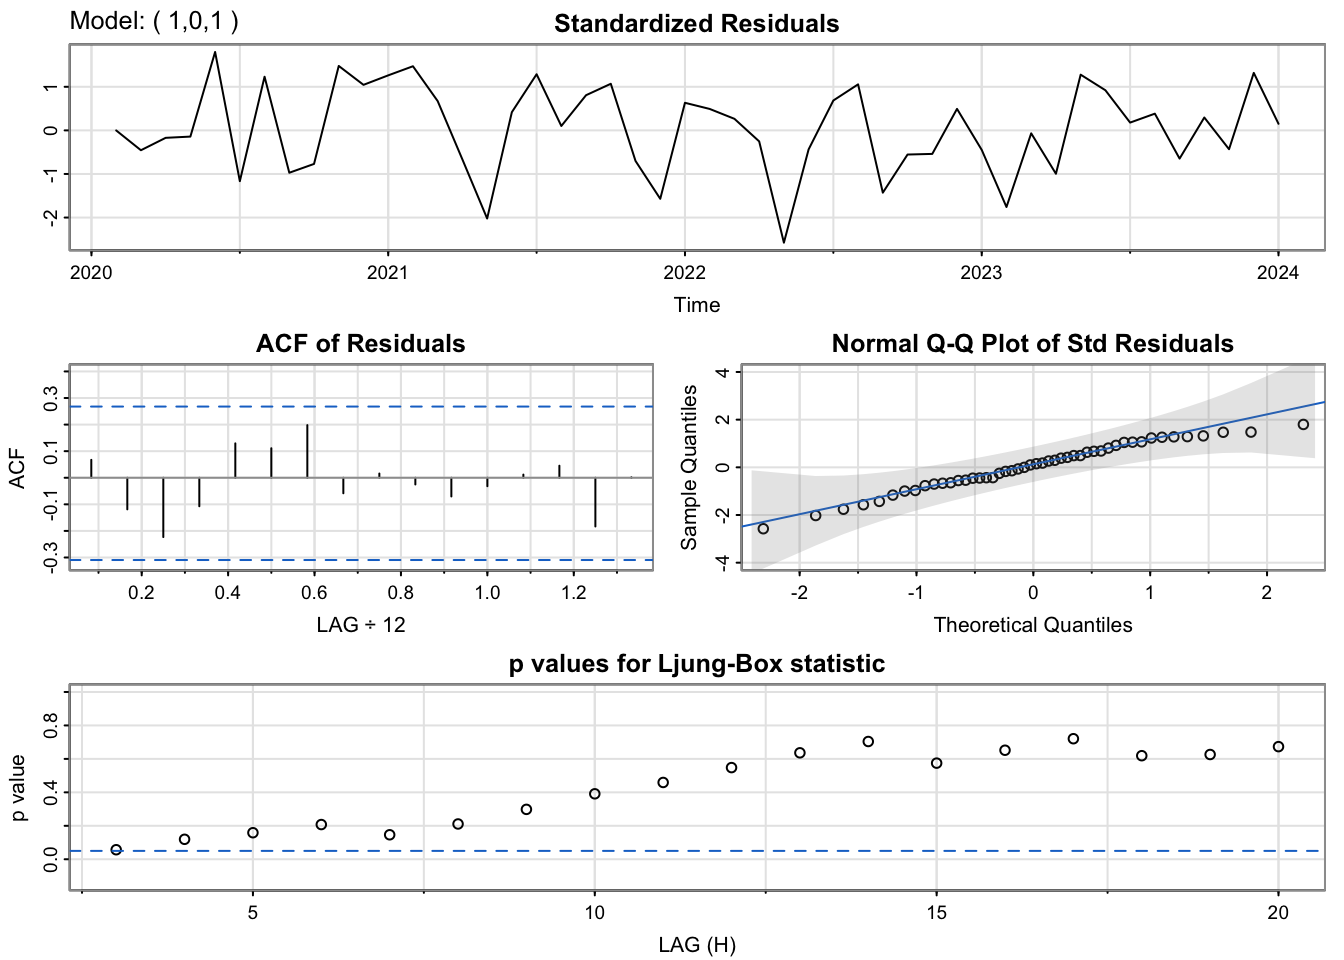 Model: ( 1,0,1 )
Standardized Residuals
1
0
-1
-2
2020 2021 2022 2023 2024
Time
ACF of Residuals
ACF
0.3
0.1
-0.1
-0.3
0.2 0.4 0.6 0.8 1.0 1.2
LAG ÷ 12
Normal Q-Q Plot of Std Residuals
Sample Quantiles
4
2
0
-2
-4
-2 -1 0 1 2
Theoretical Quantiles
p values for Ljung-Box statistic
p value
0.8
0.4
0.0
5 10 15 20
LAG (H)